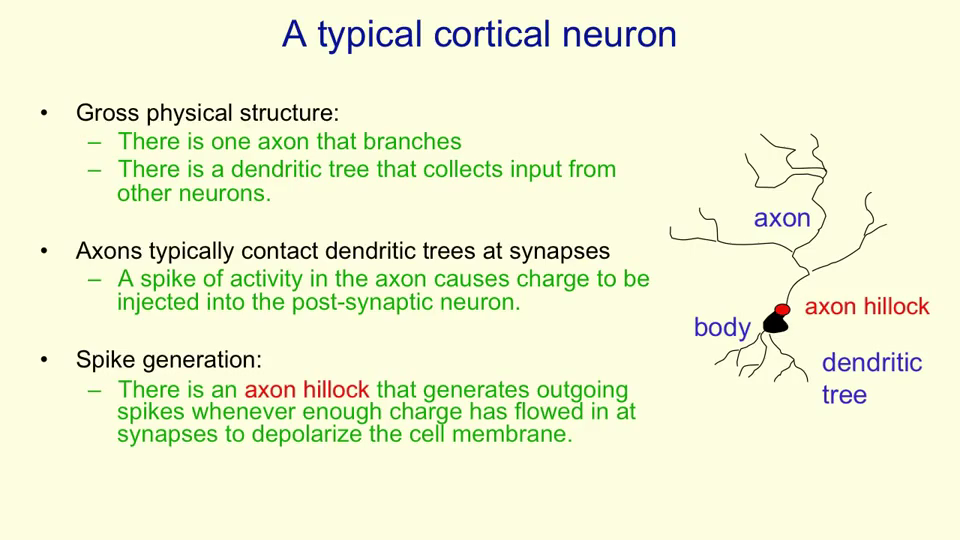 A typical cortical neuron
• Gross physical structure:
– There is one axon that branches
– There is a dendritic tree that collects input from
other neurons.
• Axons typically contact dendritic trees at synapses
– A spike of activity in the axon causes charge to be
injected into the post-synaptic neuron.
• Spike generation:
– There is an axon hillock that generates outgoing
spikes whenever enough charge has flowed in at
synapses to depolarize the cell membrane.
axon
axon hillock
body
dendritic
tree